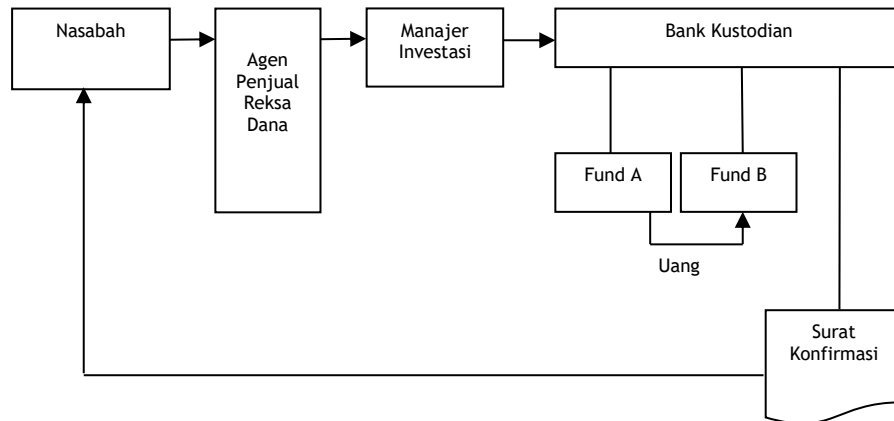 Nasabah
Agen
Penjual
Reksa
Dana
Manajer
Investasi
Bank Kustodian
Fund A
Fund B
Uang
Surat
Konfirmasi